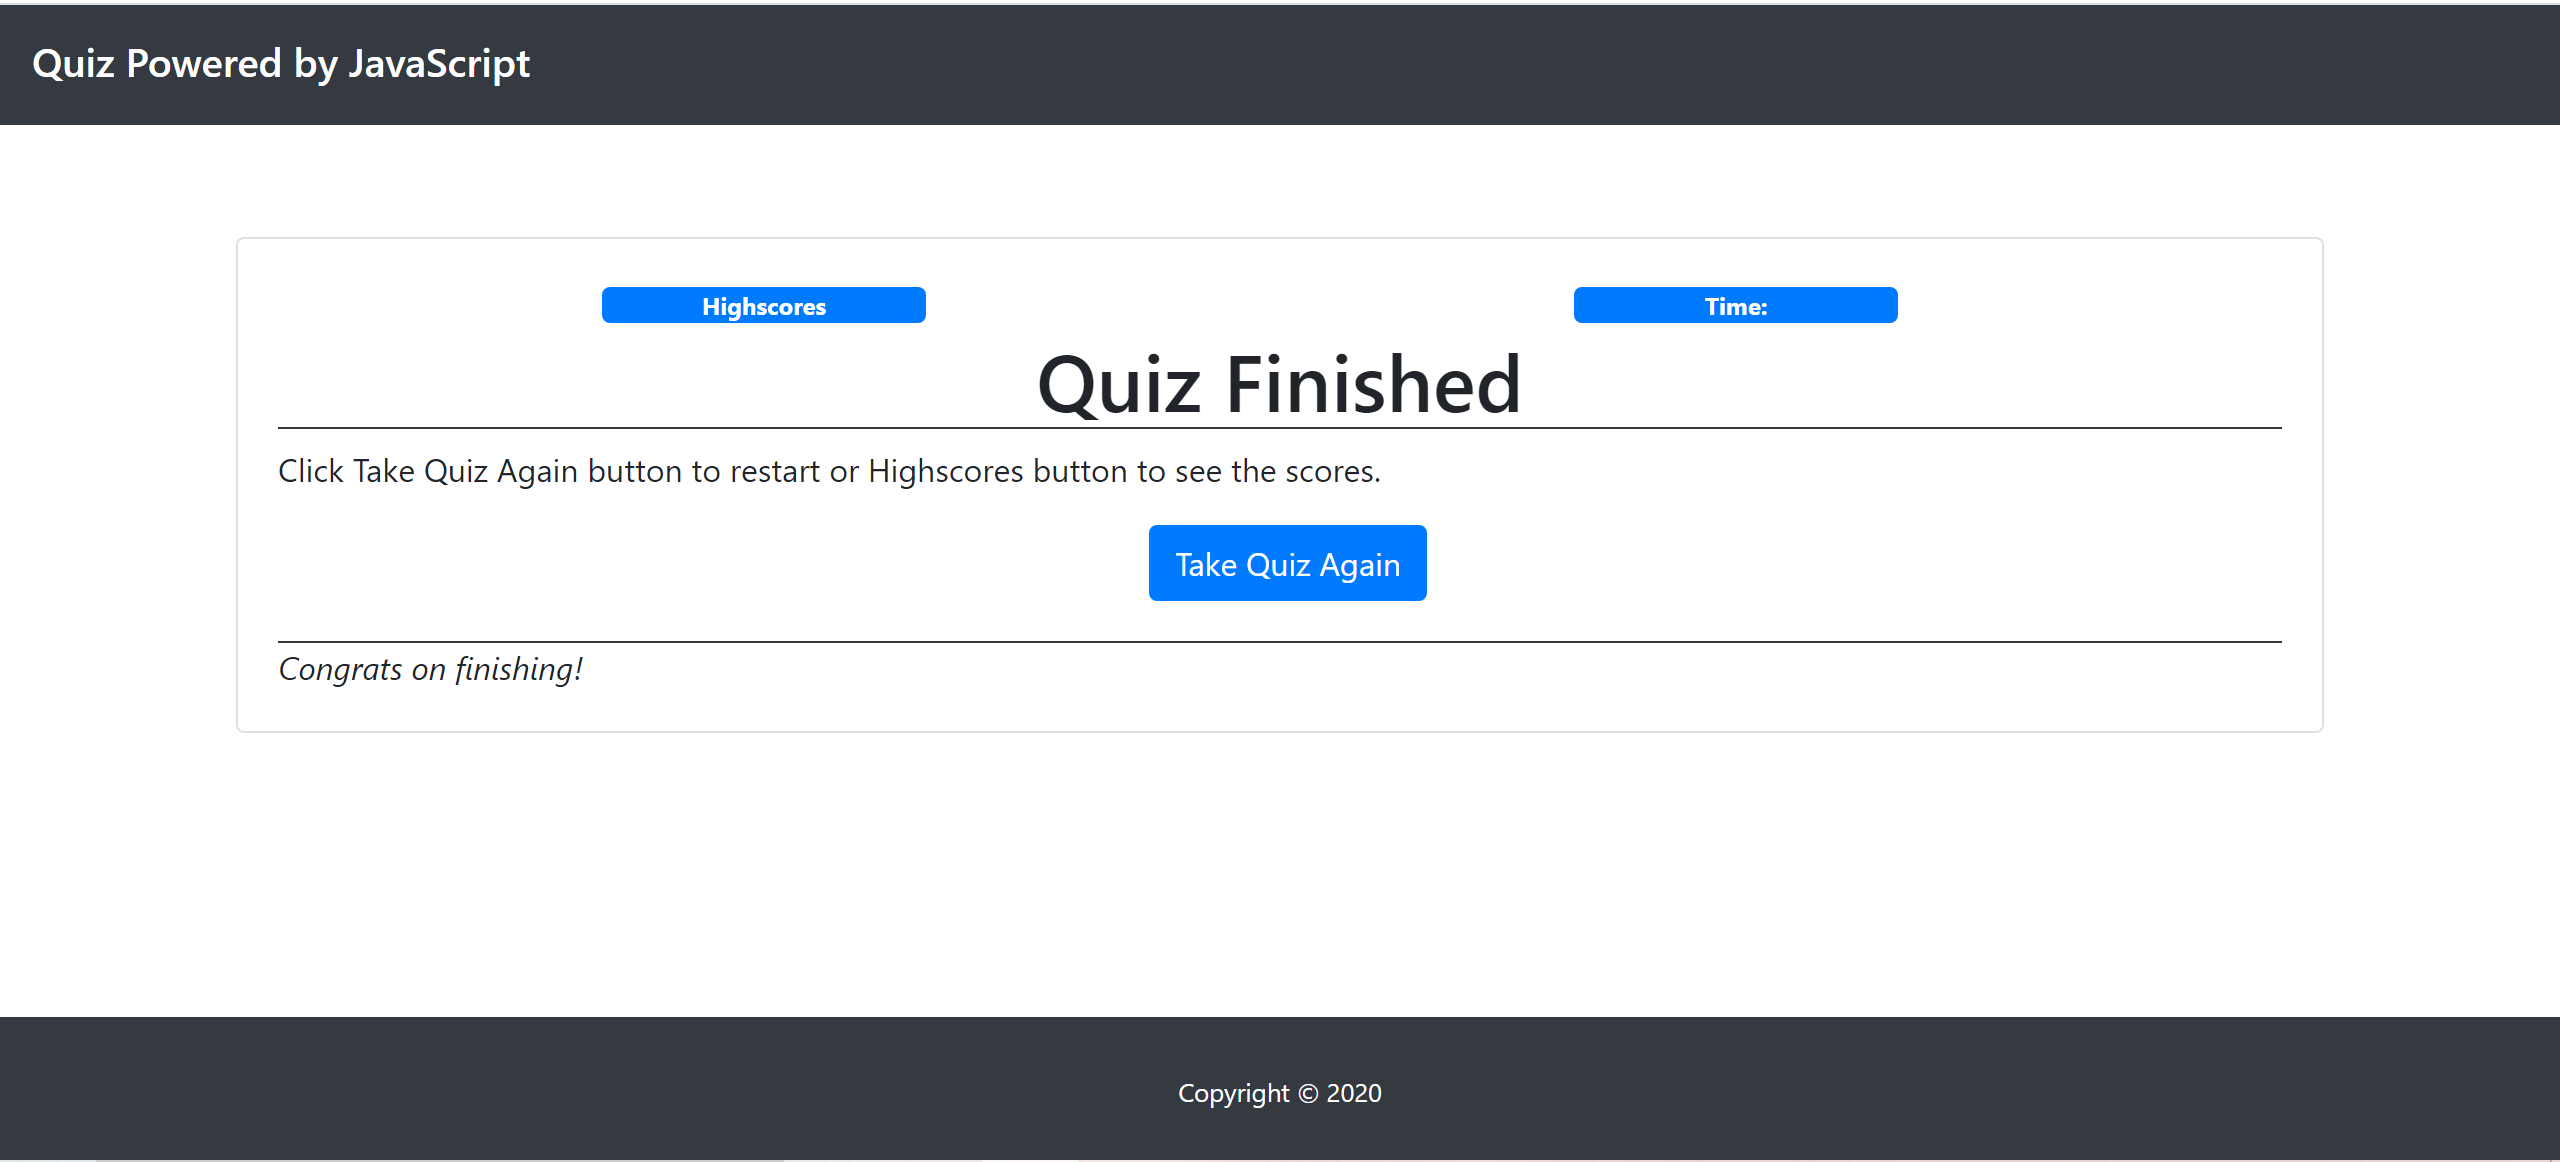 Quiz Powered by JavaScript
Highscores
Time:
Quiz Finished
Click Take Quiz Again button to restart or Highscores button to see the scores.
Take Quiz Again
Congrats on finishing!
Copyright © 2020